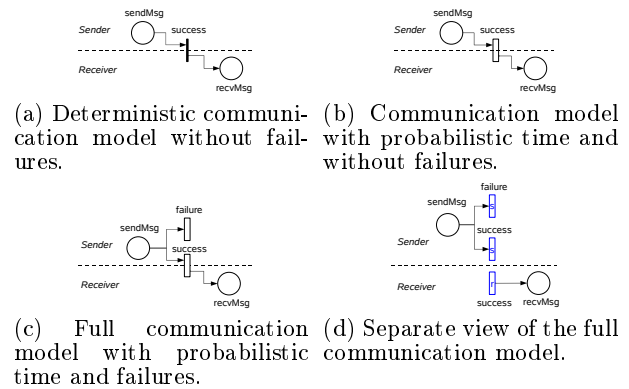 sendMsg
Sender
success
Receiver
recvMsg
(a) Deterministic communi-
cation model without fail-
ures.
sendMsg
Sender
success
Receiver
recvMsg
(b) Communication model
with probabilistic time and
without failures.
failure
sendMsg
Sender
success
Receiver
recvMsg
(c) Full communication
model with probabilistic
time and failures.
failure
s
sendMsg
success
Sender
s
Receiver
r
success
recvMsg
(d) Separate view of the full
communication model.